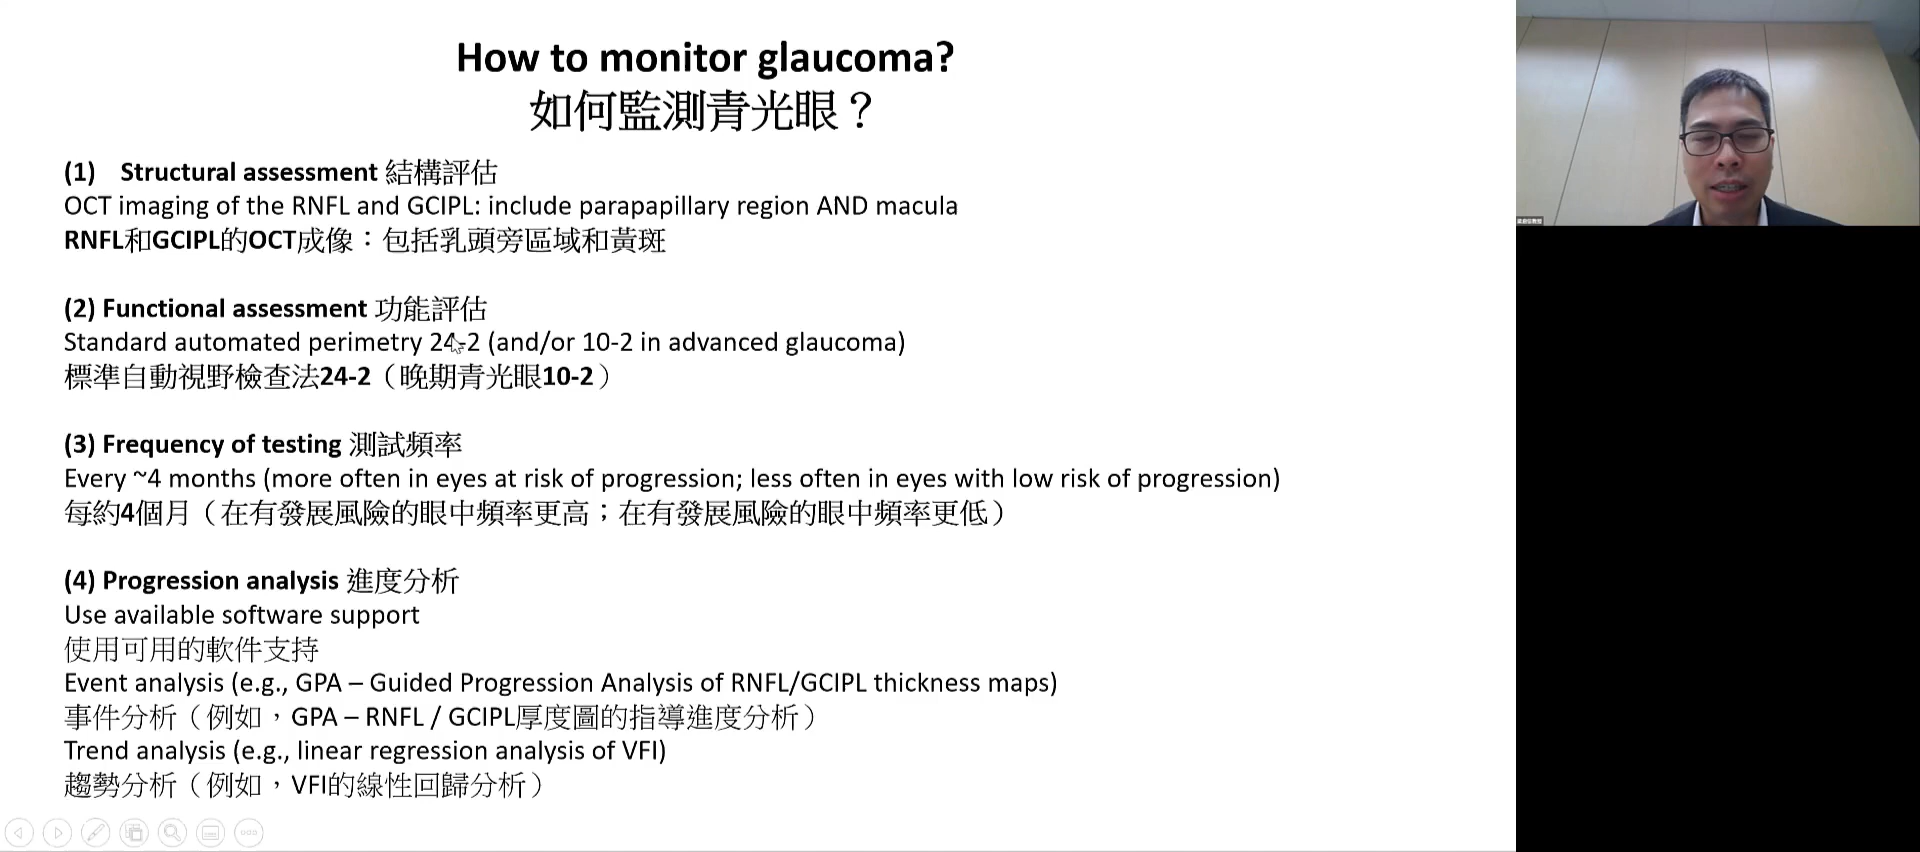 How to monitor glaucoma?
如何監測青光眼？
(1) Structural assessment 結構評估
OCT imaging of the RNFL and GCIPL: include parapapillary region AND macula
RNFL和GCIPL的OCT成像：包括乳頭旁區域和黃斑
(2) Functional assessment 功能評估
Standard automated perimetry 24-2 (and/or 10-2 in advanced glaucoma)
標準自動視野檢查法24-2（晚期青光眼10-2）
(3) Frequency of testing 測試頻率
Every ~4 months (more often in eyes at risk of progression; less often in eyes with low risk of progression)
每約4個月（在有發展風險的眼中頻率更高；在有發展風險的眼中頻率更低）
(4) Progression analysis 進度分析
Use available software support
使用可用的軟件支持
Event analysis (e.g., GPA – Guided Progression Analysis of RNFL/GCIPL thickness maps)
事件分析（例如，GPA – RNFL / GCIPL厚度圖的指導進度分析）
Trend analysis (e.g., linear regression analysis of VFI)
趨勢分析（例如，VFI的線性回歸分析）